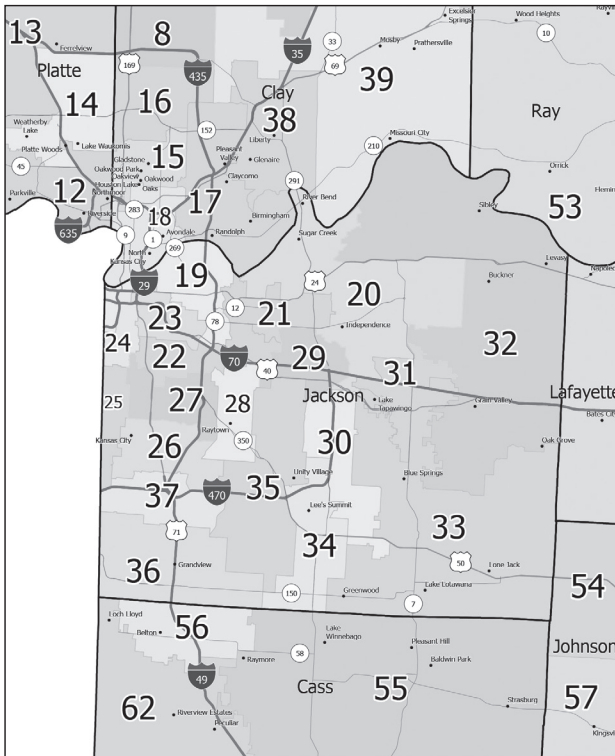 13
8
Ferrelview
Platte
169
435
35
33
69
Mosby
Prathersville
Excelsior
Springs
Wood Heights
10
39
14
16
Clay
38
Ray
Weatherby
Lake
Platte Woods
Lake Waukomis
152
Liberty
Missouri City
210
45
Gladstone
15
Oakwood Park
Oakview
Oakwood
Oaks
Houston Lake
Northmoor
Pleasant
Valley
Glenaire
Claycomo
Orrick
291
Parkville
12
Riverside
635
283
18
17
River Bend
Birmingham
Sibley
53
9
1
Avondale
269
Randolph
Sugar Creek
North
Kansas City
29
19
24
Levasy
Buckner
20
12
23
78
21
Independence
24
22
70
40
29
31
32
25
27
28
Jackson
Lake
Tapawingo
Grain Valley
Lafayette
Bates City
Kansas City
Raytown
350
30
26
Oak Grove
Unity Village
Blue Springs
37
470
35
Lee's Summit
71
34
33
36
Grandview
50
Lone Jack
54
150
Greenwood
Lake Lotawana
7
Loch Lloyd
56
Belton
Lake
Winnebago
Pleasant Hill
Johnson
Raymore
58
Baldwin Park
49
Cass
55
57
62
Riverview Estates
Peculiar
Strasburg